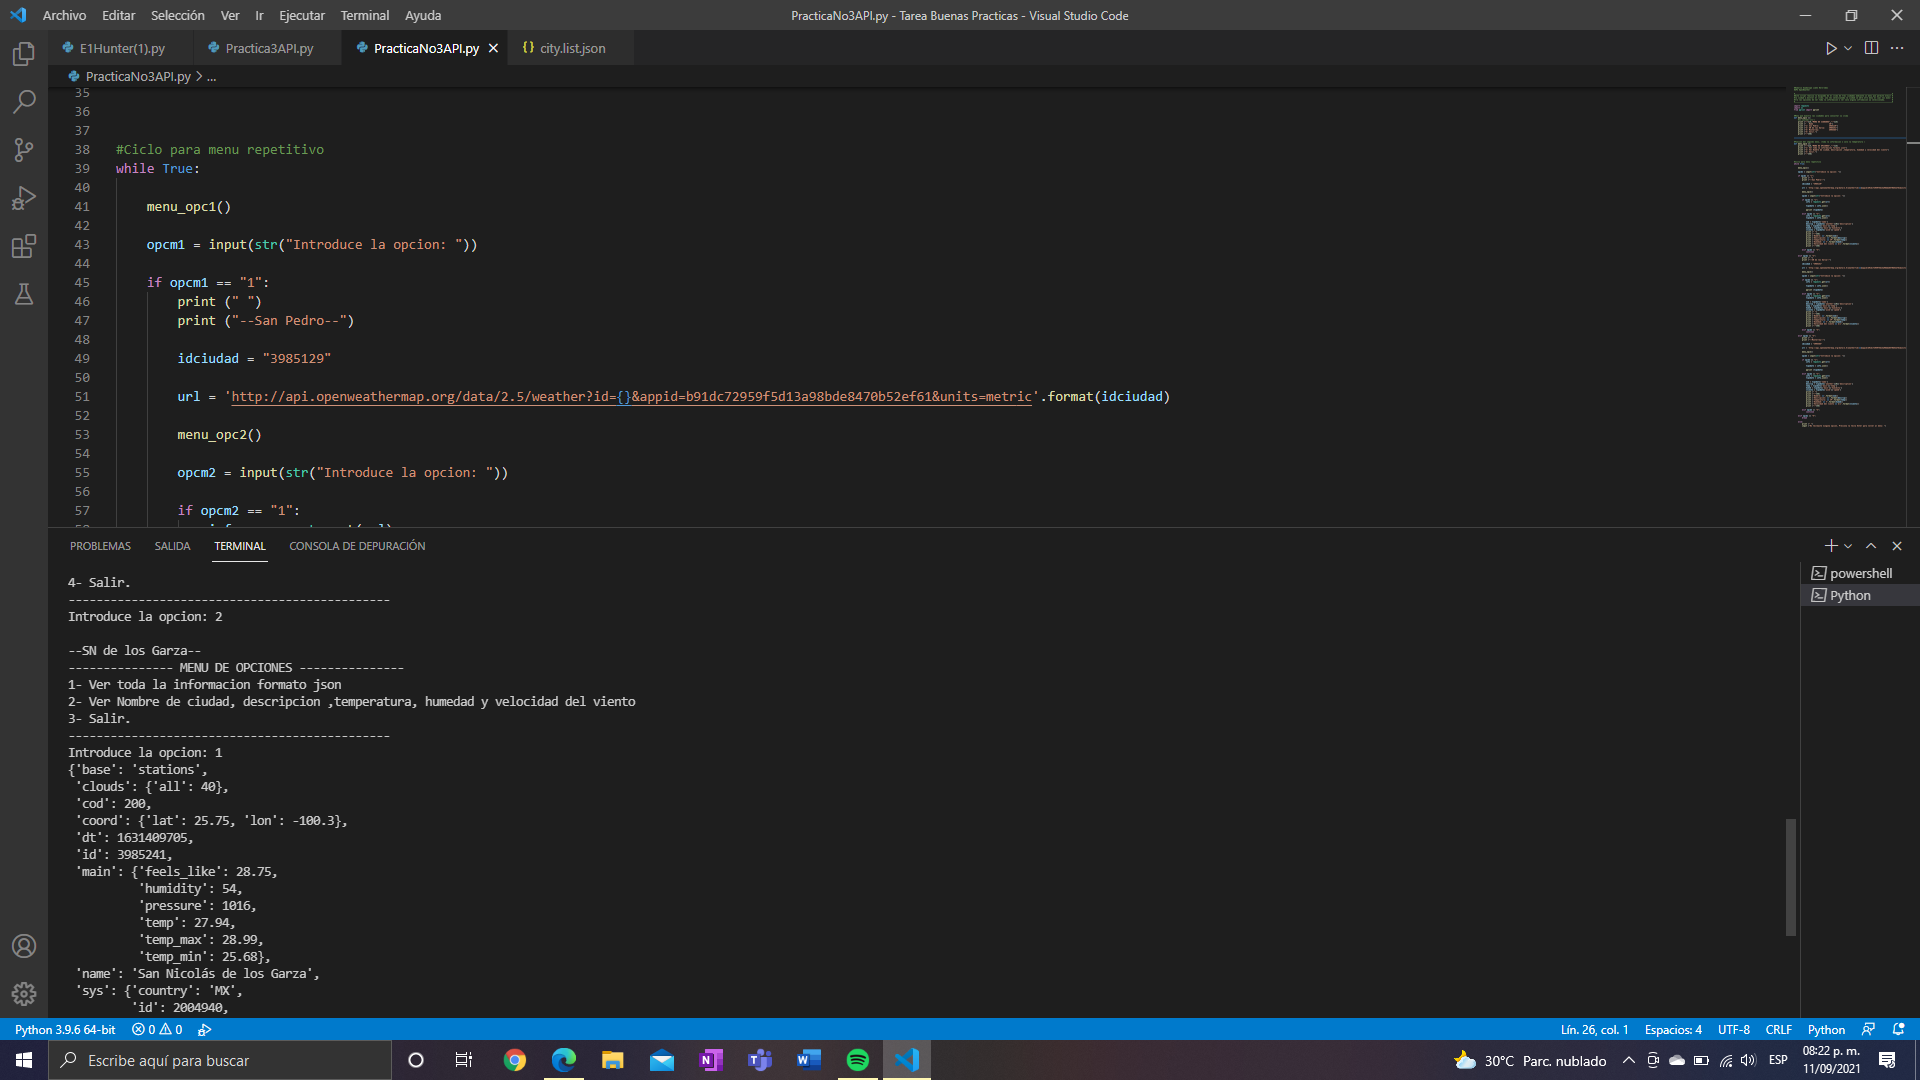 Archivo Editar Selección Ver Ir Ejecutar Terminal Ayuda
PracticaNo3API.py - Tarea Buenas Practicas - Visual Studio Code
E1Hunter(1).py Practica3API.py PracticaNo3API.py city.list.json
PracticaNo3API.py > ...
35
36
37
38 #Ciclo para menu repetitivo
39 while True:
40
41 menu_opc1()
42
43 opcm1 = input(str("Introduce la opcion: "))
44
45 if opcm1 == "1":
46 print (" ")
47 print ("--San Pedro--")
48
49 idciudad = "3985129"
50
51 url = 'http://api.openweathermap.org/data/2.5/weather?id={}&appid=b91dc72959f5d13a98bde8470b52ef61&units=metric'.format(idciudad)
52
53 menu_opc2()
54
55 opcm2 = input(str("Introduce la opcion: "))
56
57 if opcm2 == "1":
PROBLEMAS SALIDA TERMINAL CONSOLA DE DEPURACIÓN
powershell
Python
4- Salir.
----------------------------------------------
Introduce la opcion: 2
--SN de los Garza--
--------------- MENU DE OPCIONES ---------------
1- Ver toda la informacion formato json
2- Ver Nombre de ciudad, descripcion ,temperatura, humedad y velocidad del viento
3- Salir.
----------------------------------------------
Introduce la opcion: 1
{'base': 'stations',
'clouds': {'all': 40},
'cod': 200,
'coord': {'lat': 25.75, 'lon': -100.3},
'dt': 1631409705,
'id': 3985241,
'main': {'feels_like': 28.75,
'humidity': 54,
'pressure': 1016,
'temp': 27.94,
'temp_max': 28.99,
'temp_min': 25.68},
'name': 'San Nicolás de los Garza',
'sys': {'country': 'MX',
'id': 2004940,
Python 3.9.6 64-bit 0 0 Lín. 26, col. 1 Espacios: 4 UTF-8 CRLF Python
Escribe aquí para buscar
30°C Parc. nublado ESP
08:22 p. m.
11/09/2021